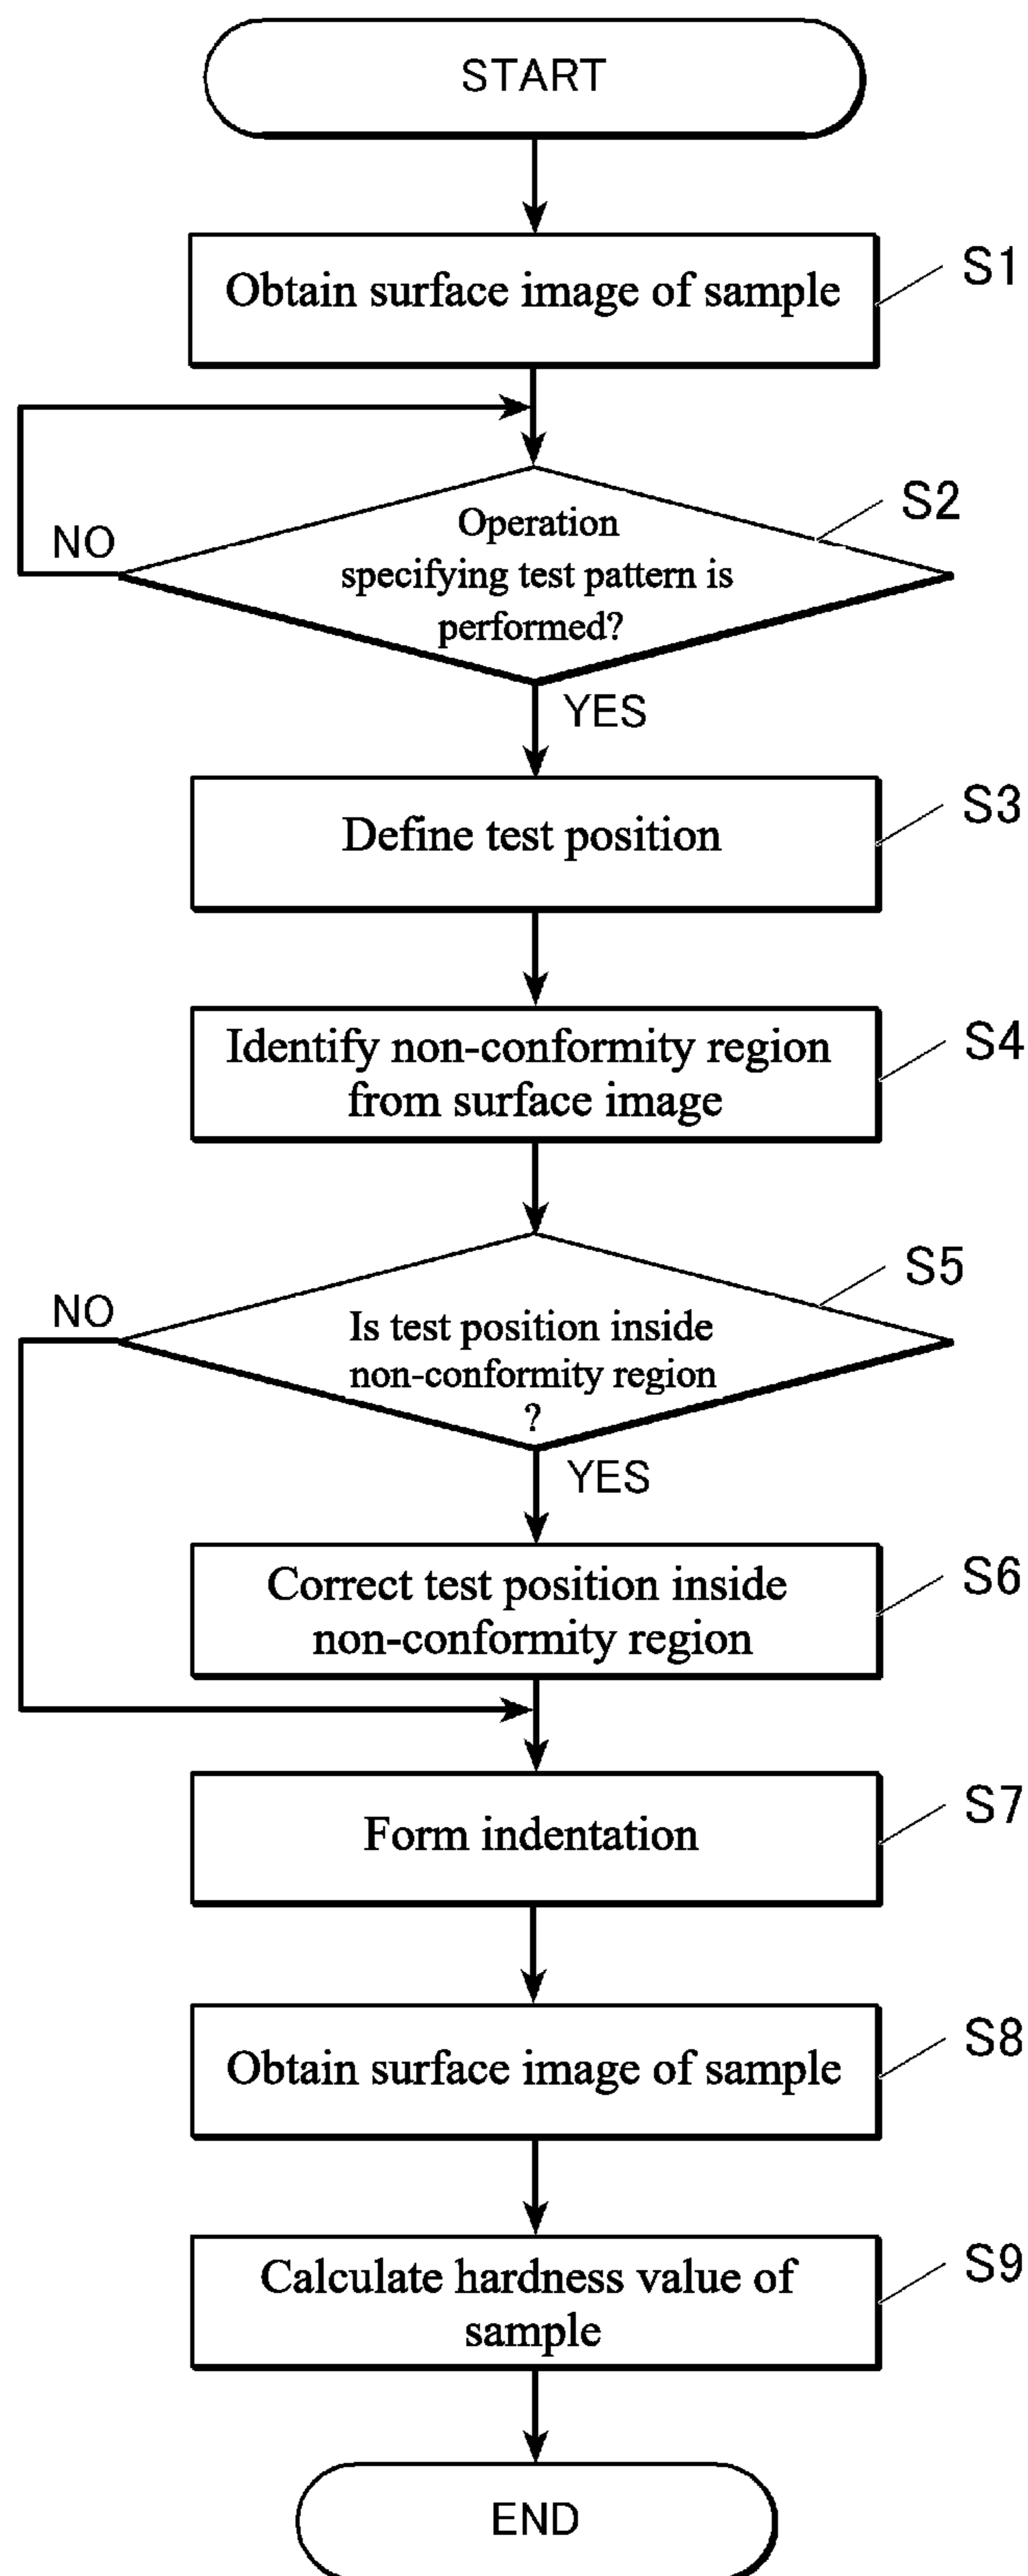 START
Obtain surface image of sample
S1
Operation
specifying test pattern is
performed?
S2
NO
YES
Define test position
S3
Identify non-conformity region
from surface image
S4
Is test position inside
non-conformity region
?
S5
NO
YES
Correct test position inside
non-conformity region
S6
Form indentation
S7
Obtain surface image of sample
S8
Calculate hardness value of
sample
S9
END